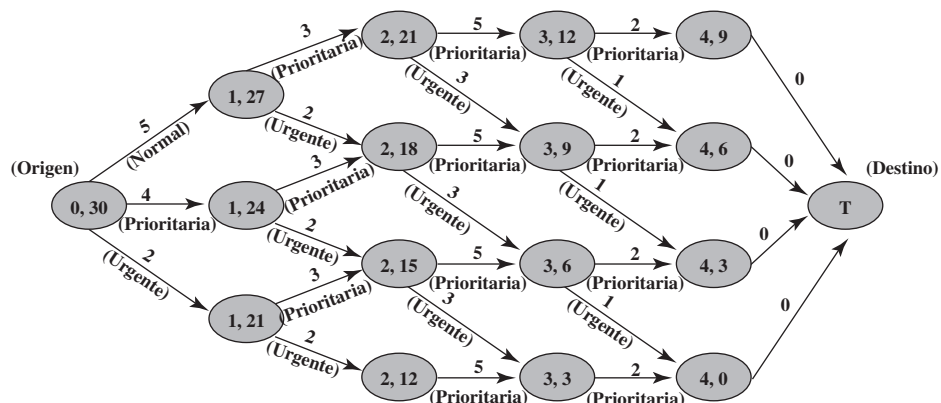 2, 21
5
(Prioritaria)
3, 12
2
(Prioritaria)
4, 9
3
(Prioritaria)
3
(Urgente)
1
(Urgente)
0
1, 27
2
(Urgente)
5
(Normal)
2, 18
5
(Prioritaria)
3, 9
2
(Prioritaria)
4, 6
0
(Origen)
(Destino)
0, 30
4
(Prioritaria)
1, 24
3
(Prioritaria)
3
(Urgente)
1
(Urgente)
T
2
(Urgente)
2
(Urgente)
2, 15
5
(Prioritaria)
3, 6
2
(Prioritaria)
4, 3
0
3
(Prioritaria)
3
(Urgente)
1
(Urgente)
0
1, 21
2
(Urgente)
2, 12
5
(Prioritaria)
3, 3
2
(Prioritaria)
4, 0